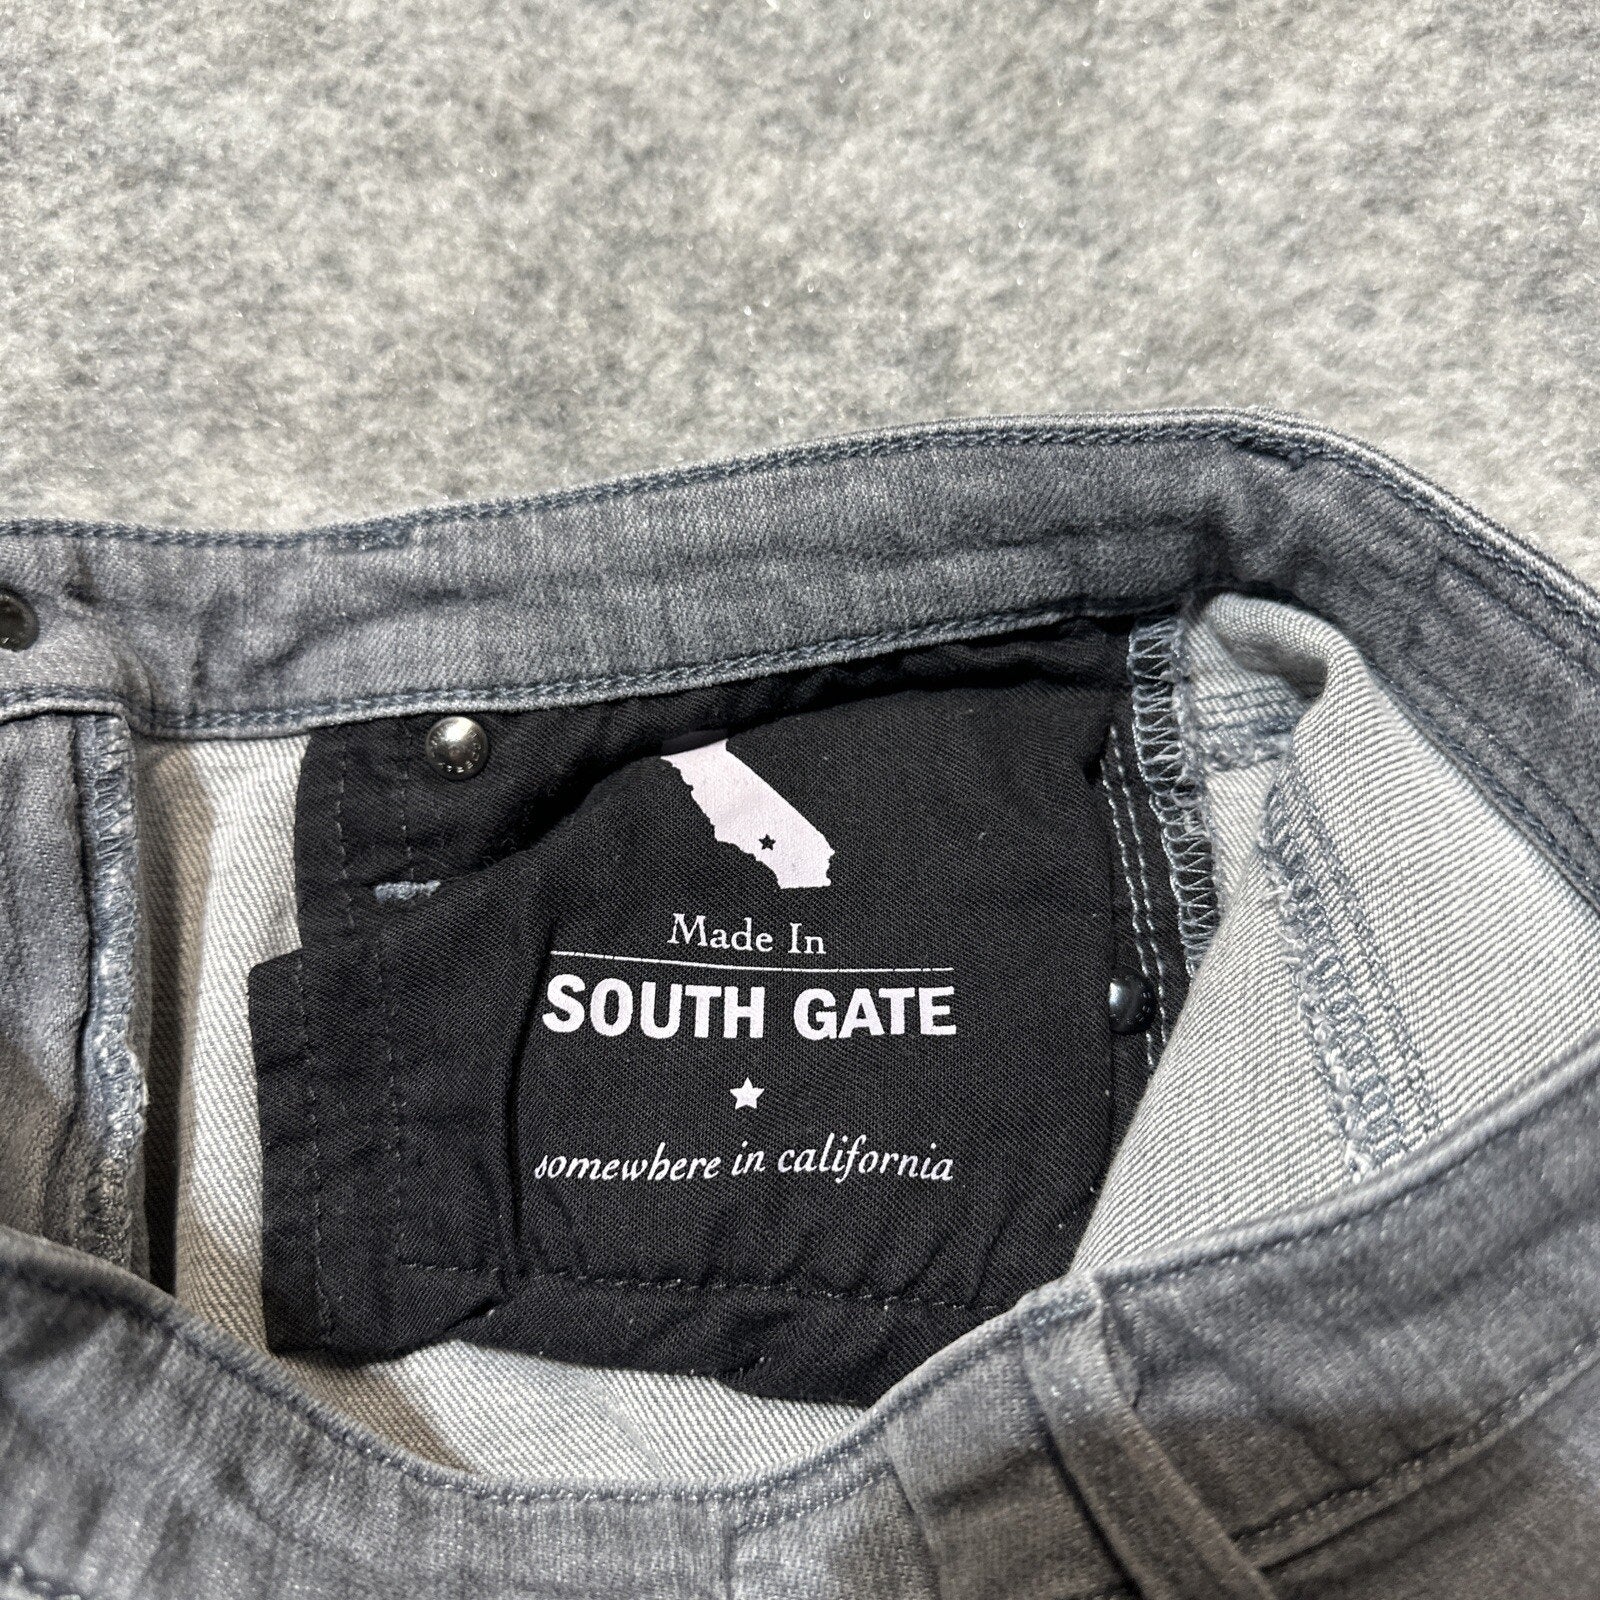 Made In
SOUTH GATE
somewhere in california